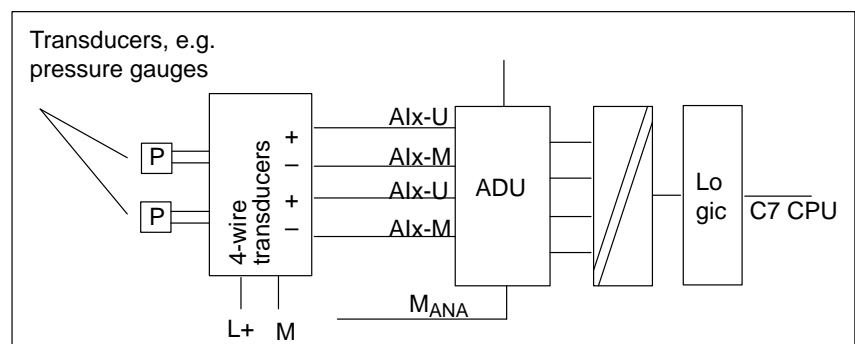 Transducers, e.g.
pressure gauges
P
P
4-wire
transducers
+
−
+
−
L+ M
AIx-U
AIx-M
AIx-U
AIx-M
M_ANA
ADU
Lo
gic
C7 CPU